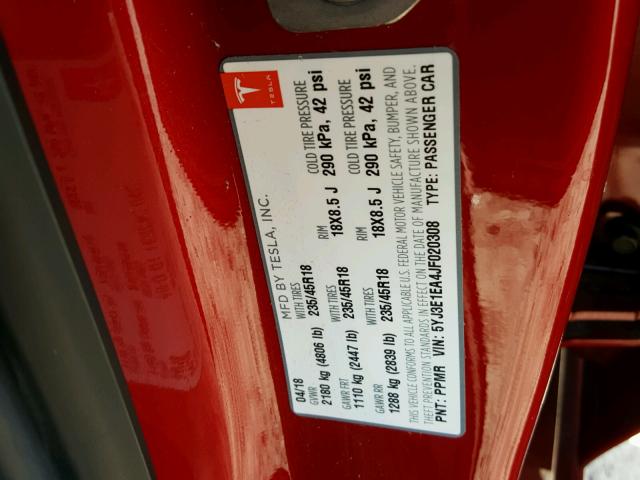 MFD BY TESLA, INC.
TESLA
04/18
GVWR WITH TIRES RIM COLD TIRE PRESSURE
2180 kg (4806 lb) 235/45R18 18X8.5 J 290 kPa, 42 psi
GAWR FRT WITH TIRES RIM COLD TIRE PRESSURE
1110 kg (2447 lb) 235/45R18 18X8.5 J 290 kPa, 42 psi
GAWR RR
1288 kg (2839 lb) 235/45R18
THIS VEHICLE CONFORMS TO ALL APPLICABLE U.S. FEDERAL MOTOR VEHICLE SAFETY, BUMPER, AND
THEFT PREVENTION STANDARDS IN EFFECT ON THE DATE OF MANUFACTURE SHOWN ABOVE.
PNT: PPMR VIN: 5YJ3E1EA4JF020308 TYPE: PASSENGER CAR